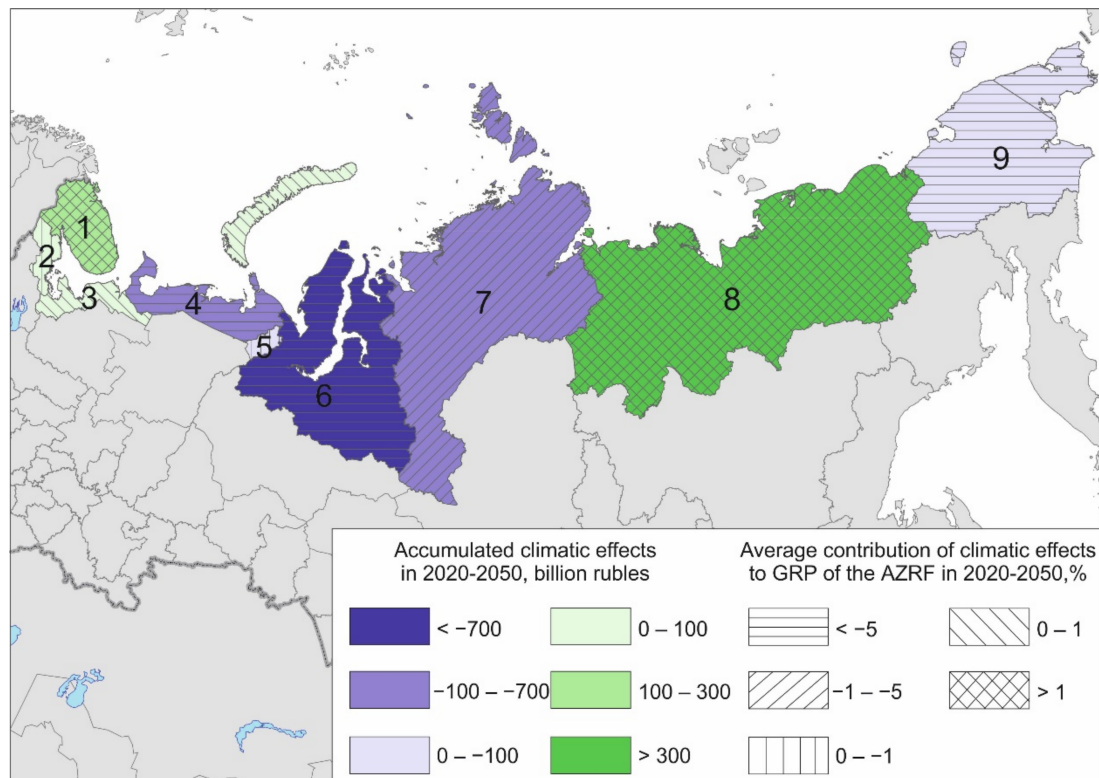 1
2
3
4
5
6
7
8
9
Accumulated climatic effects
in 2020-2050, billion rubles
< −700
−100 – −700
0 – −100
0 – 100
100 – 300
> 300
Average contribution of climatic effects
to GRP of the AZRF in 2020-2050,%
< −5
−1 – −5
0 – −1
0 – 1
> 1